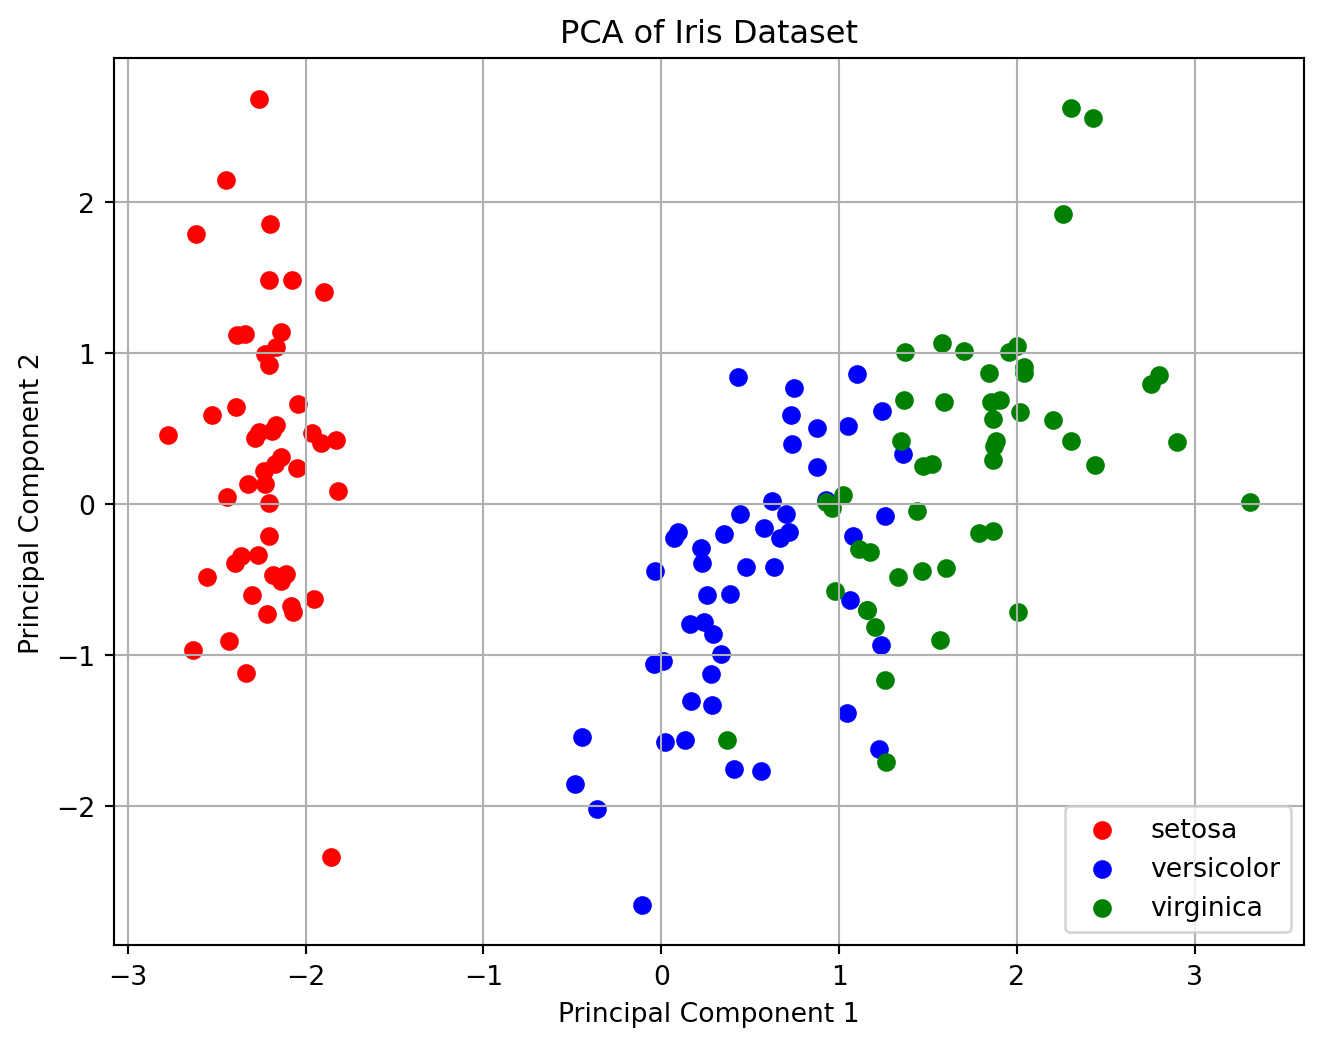 PCA of Iris Dataset
2
1
0
−1
−2
Principal Component 2
−3
−2
−1
0
1
2
3
Principal Component 1
setosa
versicolor
virginica